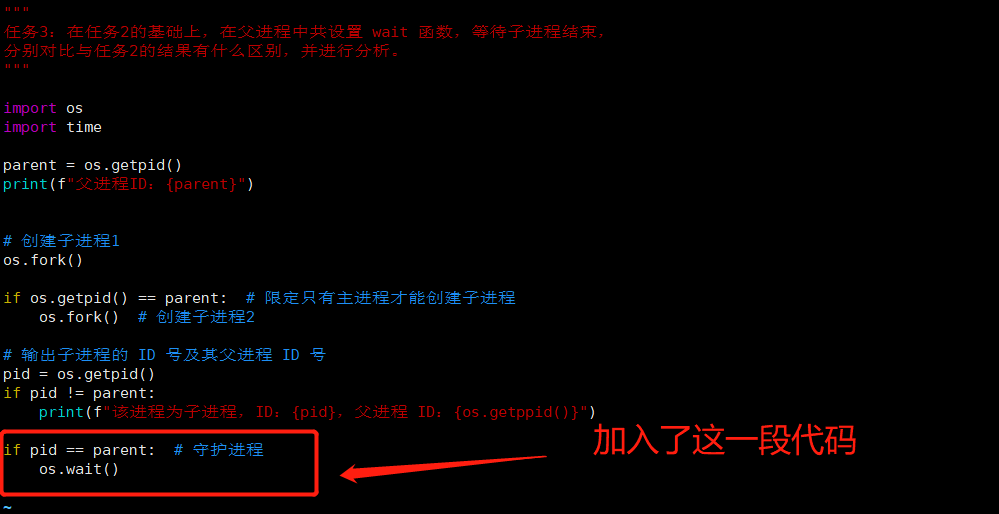 """
任务3：在任务2的基础上，在父进程中共设置 wait 函数，等待子进程结束，
分别对比与任务2的结果有什么区别，并进行分析。
"""
import os
import time
parent = os.getpid()
print(f"父进程ID：{parent}")
# 创建子进程1
os.fork()
if os.getpid() == parent:  # 限定只有主进程才能创建子进程
    os.fork()  # 创建子进程2
# 输出子进程的 ID 号及其父进程 ID 号
pid = os.getpid()
if pid != parent:
    print(f"该进程为子进程，ID：{pid}，父进程 ID：{os.getppid()}")
if pid == parent:  # 守护进程
    os.wait()
加入了这一段代码
~